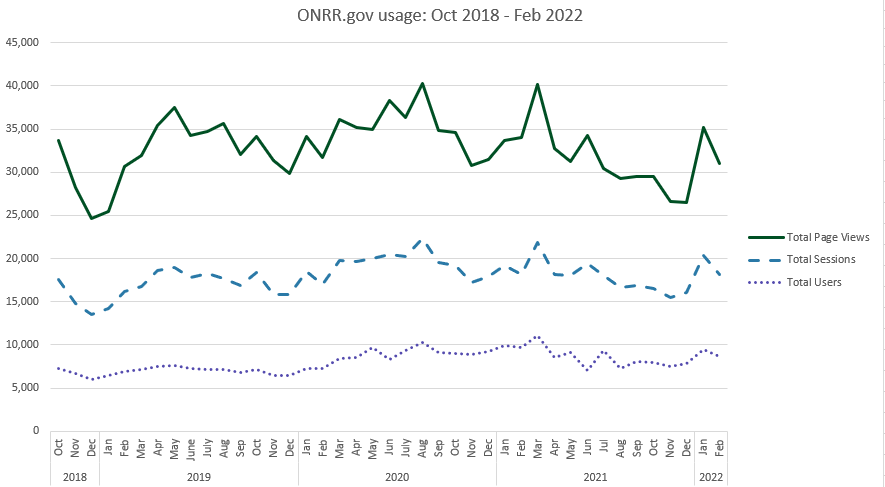 ONRR.gov usage: Oct 2018 - Feb 2022
45,000
40,000
35,000
30,000
25,000
20,000
15,000
10,000
5,000
0
Total Page Views
Total Sessions
Total Users
Oct Nov Dec Jan Feb Mar Apr May June July Aug Sep Oct Nov Dec Jan Feb Mar Apr May Jun July Aug Sep Oct Nov Dec Jan Feb Mar Apr May Jun Jul Aug Sep Oct Nov Dec Jan Feb
2018 2019 2020 2021 2022